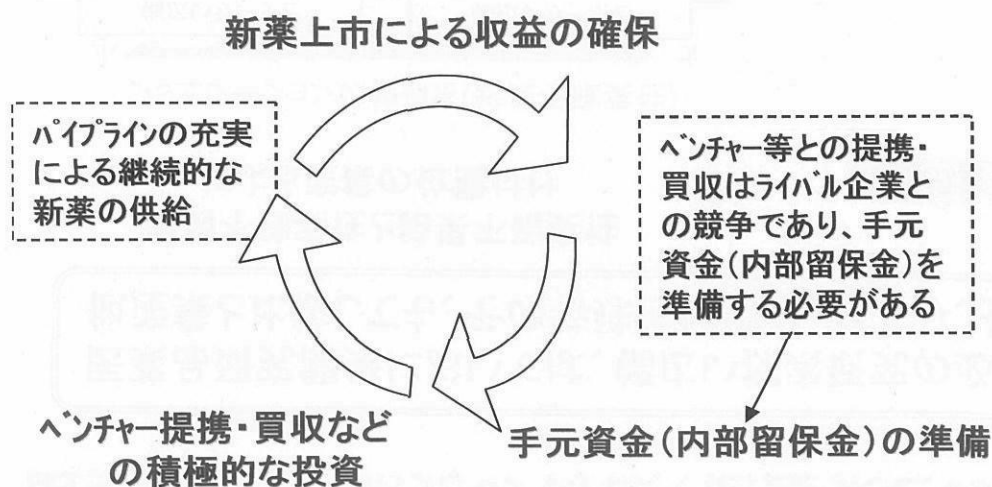 新薬上市による収益の確保
パイプラインの充実
による継続的な
新薬の供給
ベンチャー等との提携・
買収はライバル企業と
の競争であり、手元
資金(内部留保金)を
準備する必要がある
ベンチャー提携・買収など
の積極的な投資
手元資金(内部留保金)の準備